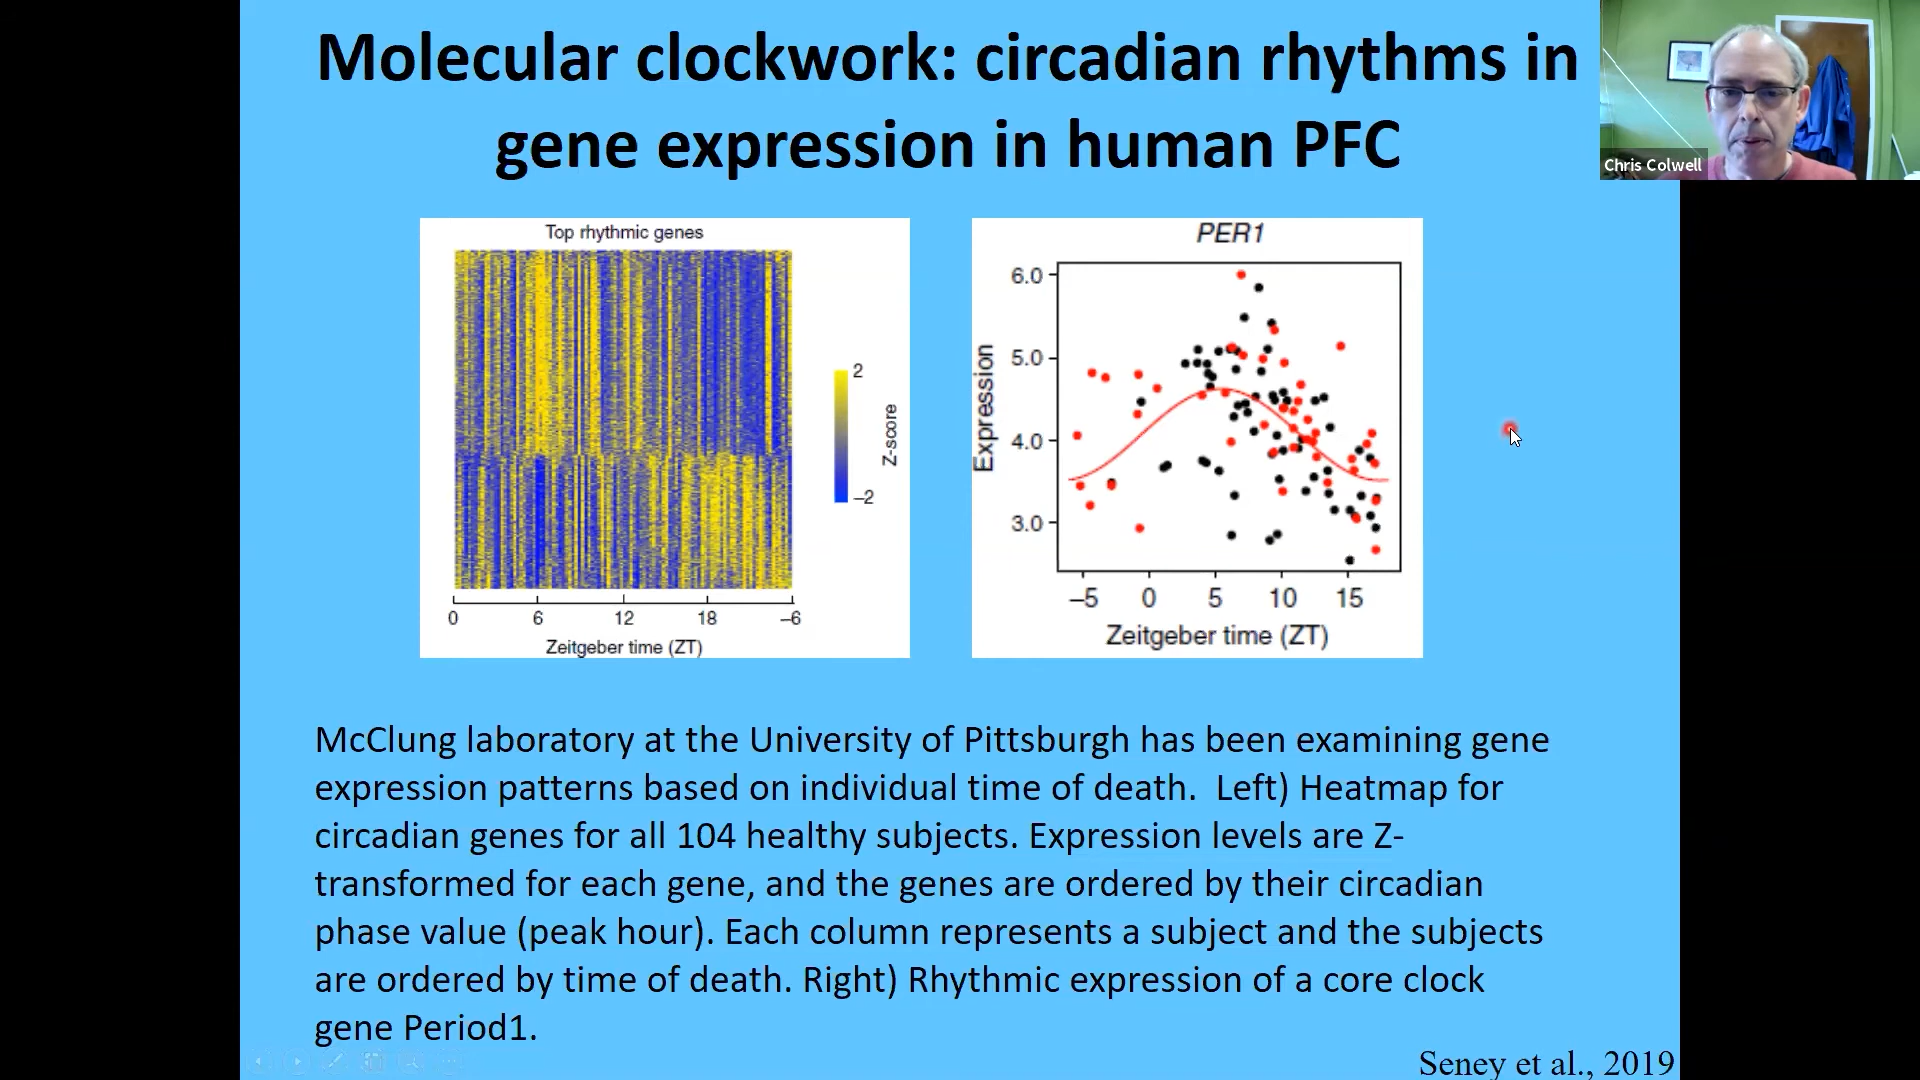 Molecular clockwork: circadian rhythms in
gene expression in human PFC
Chris Colwell
Top rhythmic genes
2
Z-score
–2
0 6 12 18 –6
Zeitgeber time (ZT)
PER1
6.0
5.0
4.0
3.0
Expression
–5 0 5 10 15
Zeitgeber time (ZT)
McClung laboratory at the University of Pittsburgh has been examining gene
expression patterns based on individual time of death. Left) Heatmap for
circadian genes for all 104 healthy subjects. Expression levels are Z-
transformed for each gene, and the genes are ordered by their circadian
phase value (peak hour). Each column represents a subject and the subjects
are ordered by time of death. Right) Rhythmic expression of a core clock
gene Period1.
Seney et al., 2019